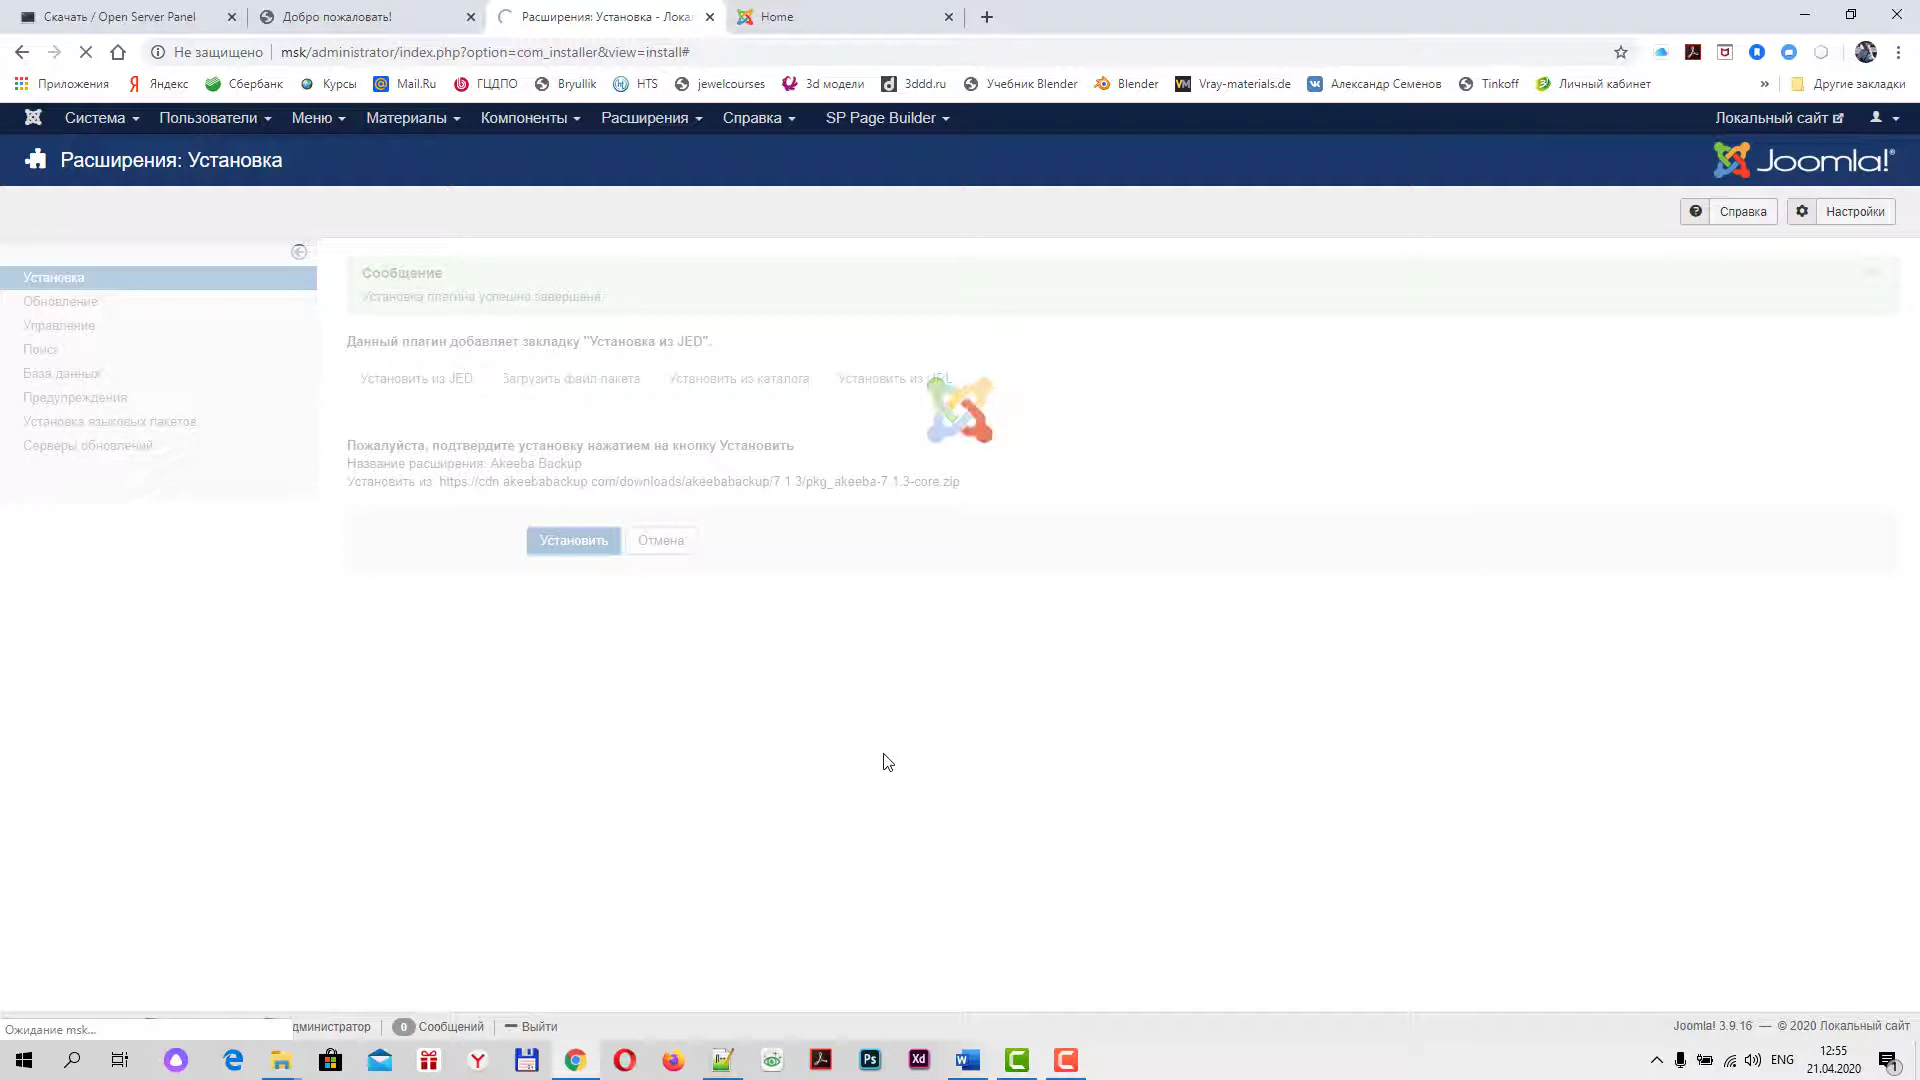 Скачать / Open Server Panel
Добро пожаловать!
Расширения: Установка - Лока
Home
Не защищено
msk/administrator/index.php?option=com_installer&view=install#
Приложения
Яндекс
Сбербанк
Курсы
Mail.Ru
ГЦДПО
Bryullik
HTS
jewelcourses
3d модели
3ddd.ru
Учебник Blender
Blender
Vray-materials.de
Александр Семенов
Tinkoff
Личный кабинет
»
Другие закладки
Система
Пользователи
Меню
Материалы
Компоненты
Расширения
Справка
SP Page Builder
Локальный сайт
Расширения: Установка
Joomla!®
Справка
Настройки
Установка
Обновление
Управление
Поиск
База данных
Предупреждения
Установка языковых пакетов
Серверы обновлений
Сообщение
Установка плагина успешно завершена.
Данный плагин добавляет закладку "Установка из JED".
Установить из JED
Загрузить файл пакета
Установить из каталога
Установить из URL
Пожалуйста, подтвердите установку нажатием на кнопку Установить
Название расширения: Akeeba Backup
Установить из https://cdn.akeebabackup.com/downloads/akeebabackup/7.1.3/pkg_akeeba-7.1.3-core.zip
Установить
Отмена
Ожидание msk...
дминистратор
0
Сообщений
Выйти
Joomla! 3.9.16 — © 2020 Локальный сайт
Ps
Xd
ENG
12:55
21.04.2020
1